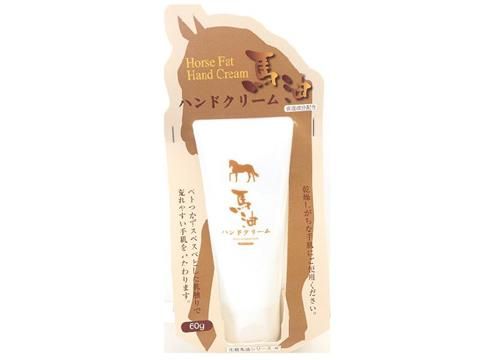 Horse Fat
Hand Cream
馬油
ハンドクリーム
保湿成分配合
馬油
ハンドクリーム
乾燥しがちな手肌にご使用ください。
ベトつかずスベスベとした乳触りで
荒れやすい手肌をいたわります。
60g